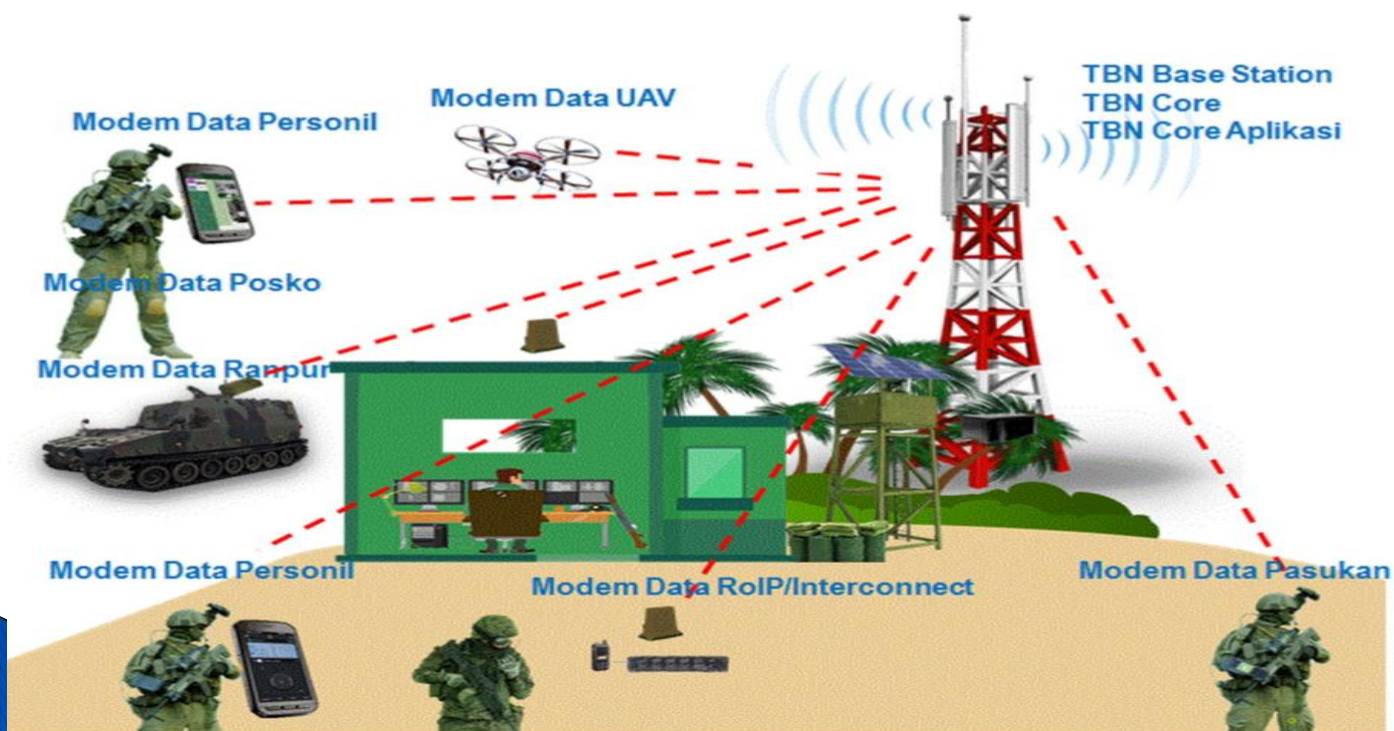 TBN Base Station
TBN Core
TBN Core Aplikasi
Modem Data UAV
Modem Data Personil
Modem Data Posko
Modem Data Ranpur
Modem Data Personil
Modem Data RoIP/Interconnect
Modem Data Pasukan